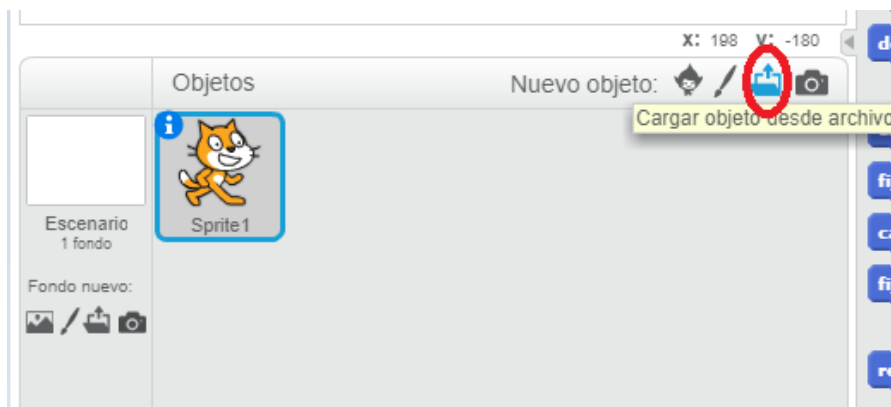 x: 198 y: -180
Objetos
Nuevo objeto:
Cargar objeto desde archivo
Sprite1
Escenario
1 fondo
Fondo nuevo: